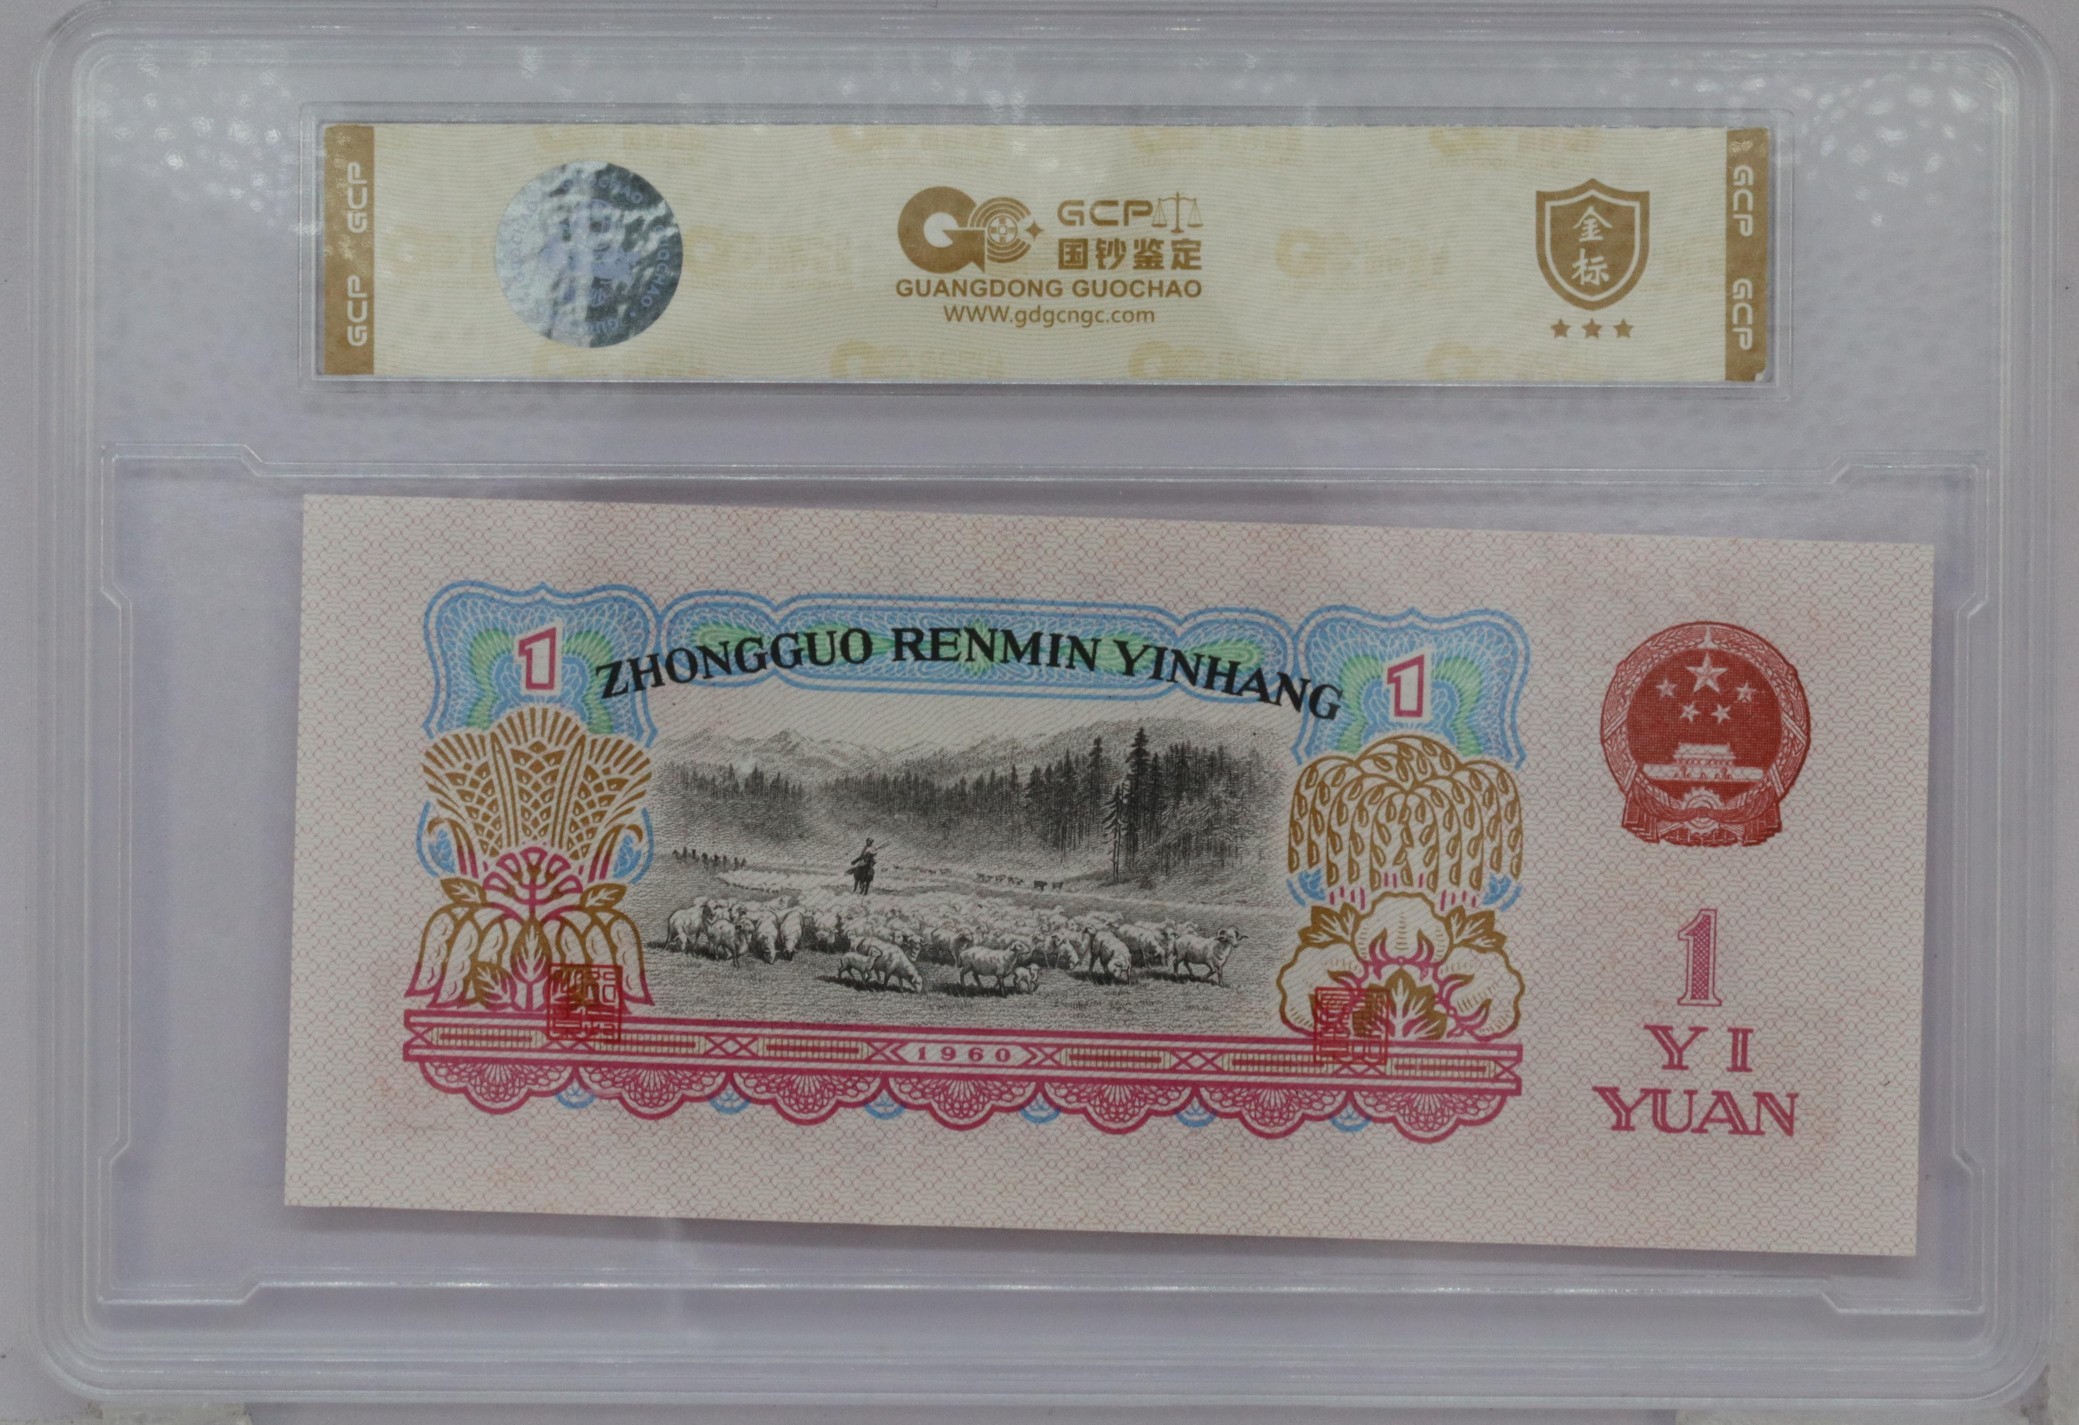 GCP GCP
GCP
国钞鉴定
GUANGDONG GUOCHAO
www.gdgcngc.com
金标
GCP GCP
1
ZHONGGUO RENMIN YINHANG
1
1960
1
YI
YUAN